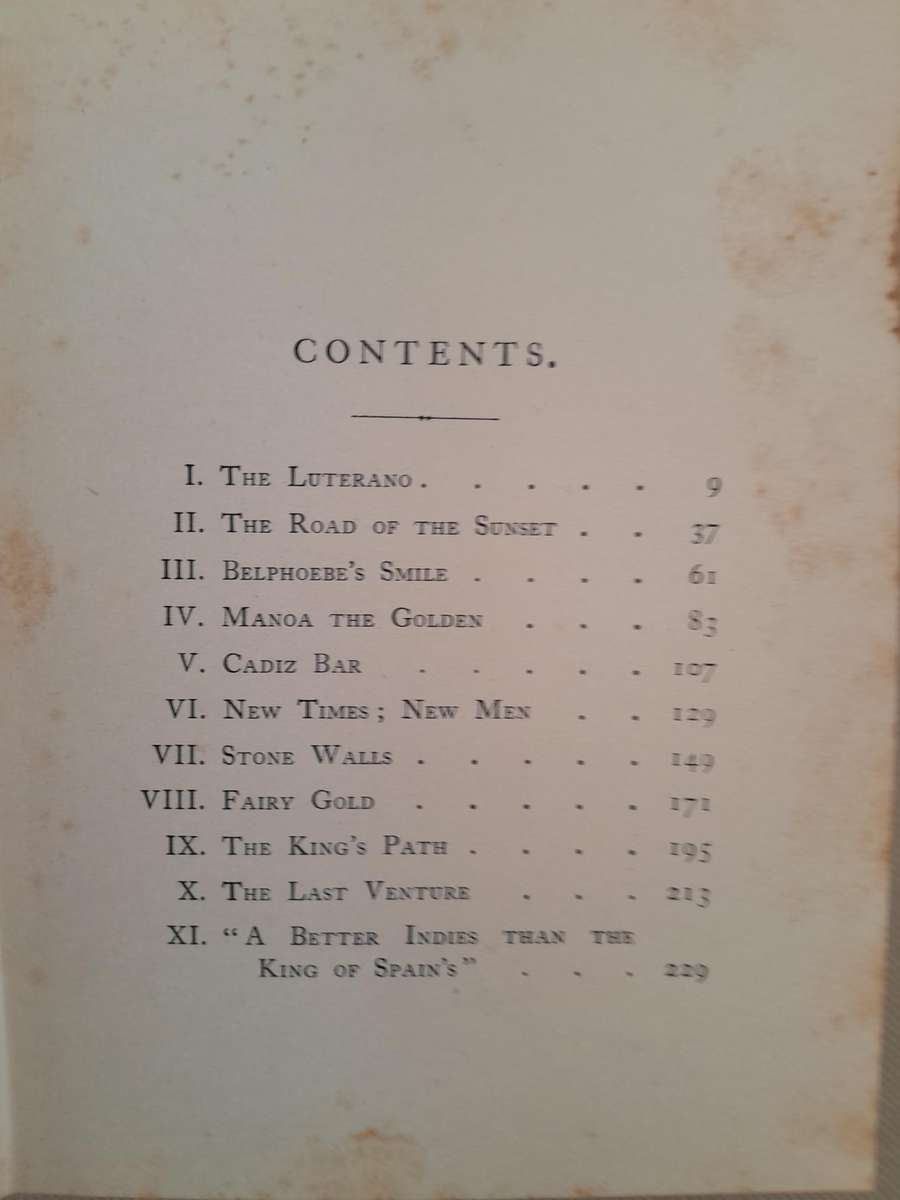 CONTENTS.
I. THE LUTERANO . . . . . 9
II. THE ROAD OF THE SUNSET . . 37
III. BELPHOEBE'S SMILE . . . . 61
IV. MANOA THE GOLDEN . . . 83
V. CADIZ BAR . . . . . 107
VI. NEW TIMES; NEW MEN . . 129
VII. STONE WALLS . . . . . 149
VIII. FAIRY GOLD . . . . . 171
IX. THE KING'S PATH . . . . 195
X. THE LAST VENTURE . . . 213
XI. "A BETTER INDIES THAN THE
KING OF SPAIN'S" . . . 229